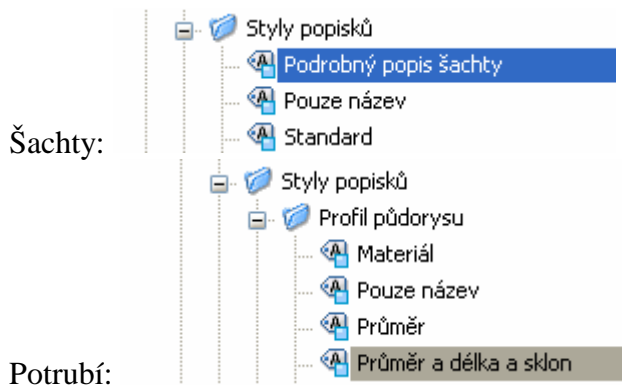 Styly popisků
Podrobný popis šachty
Pouze název
Šachty: Standard
Styly popisků
Profil půdorysu
Materiál
Pouze název
Průměr
Potrubí: Průměr a délka a sklon